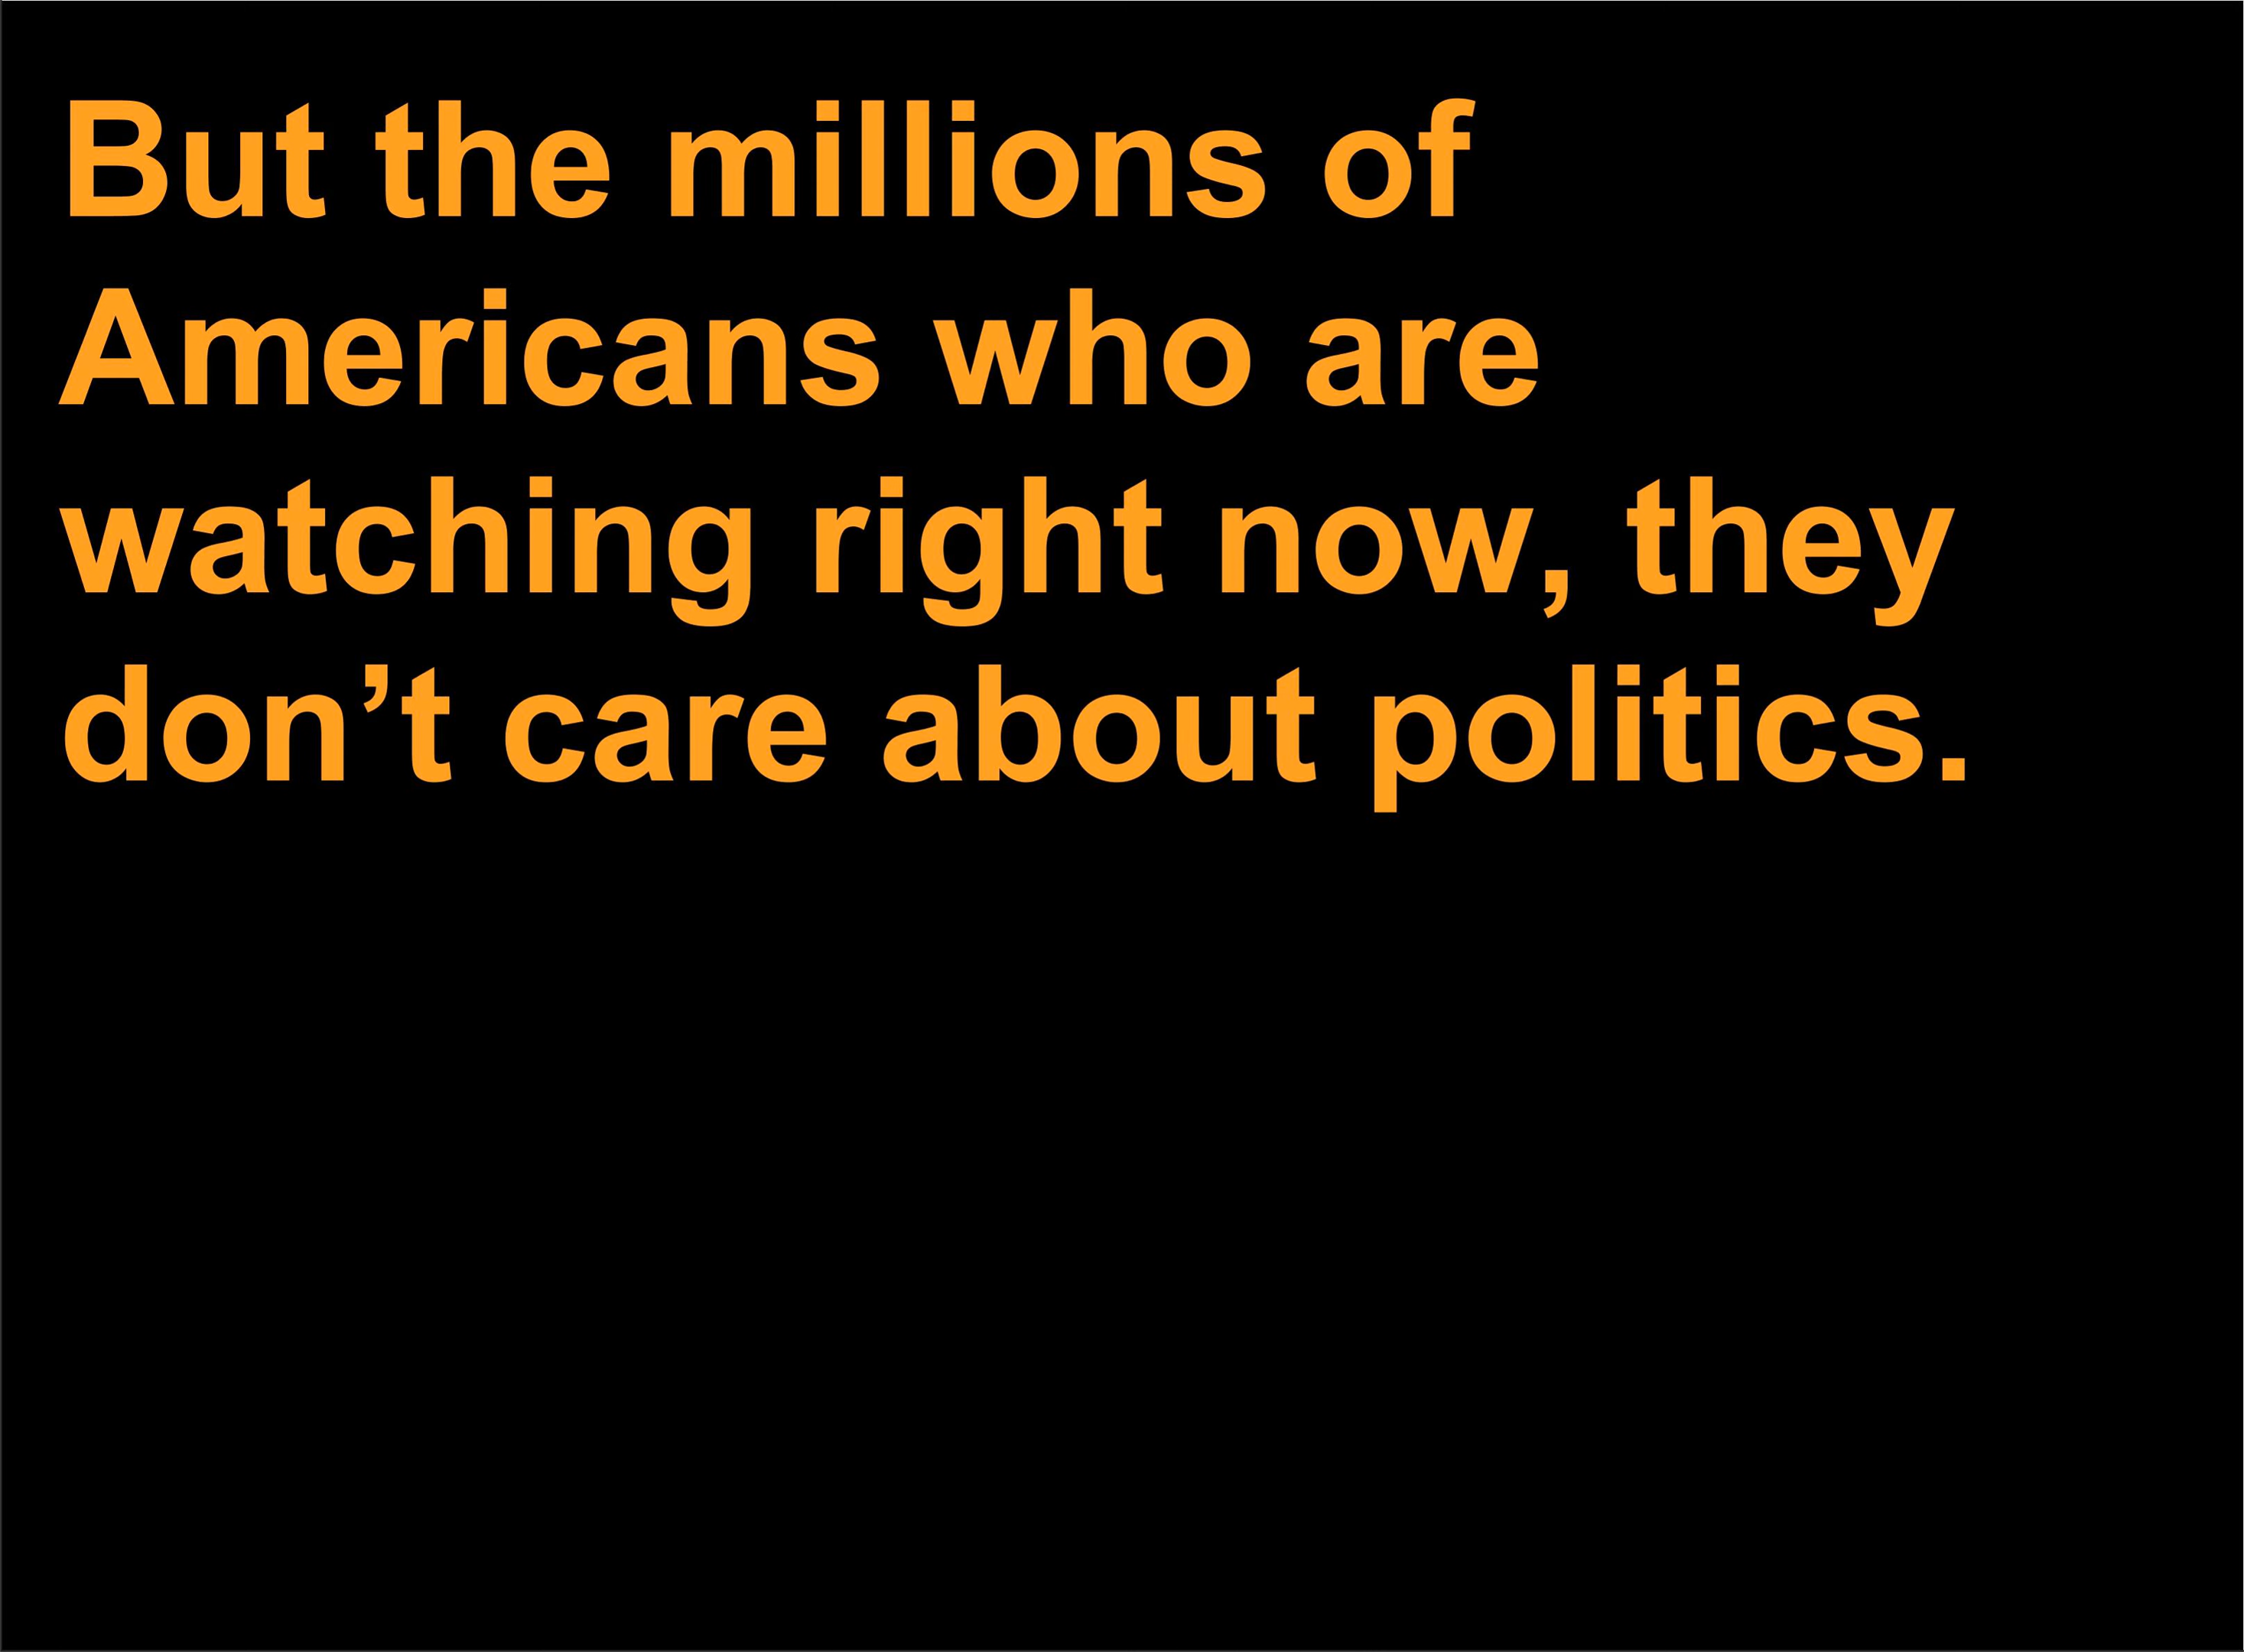 But the millions of
Americans who are
watching right now, they
don’t care about politics.